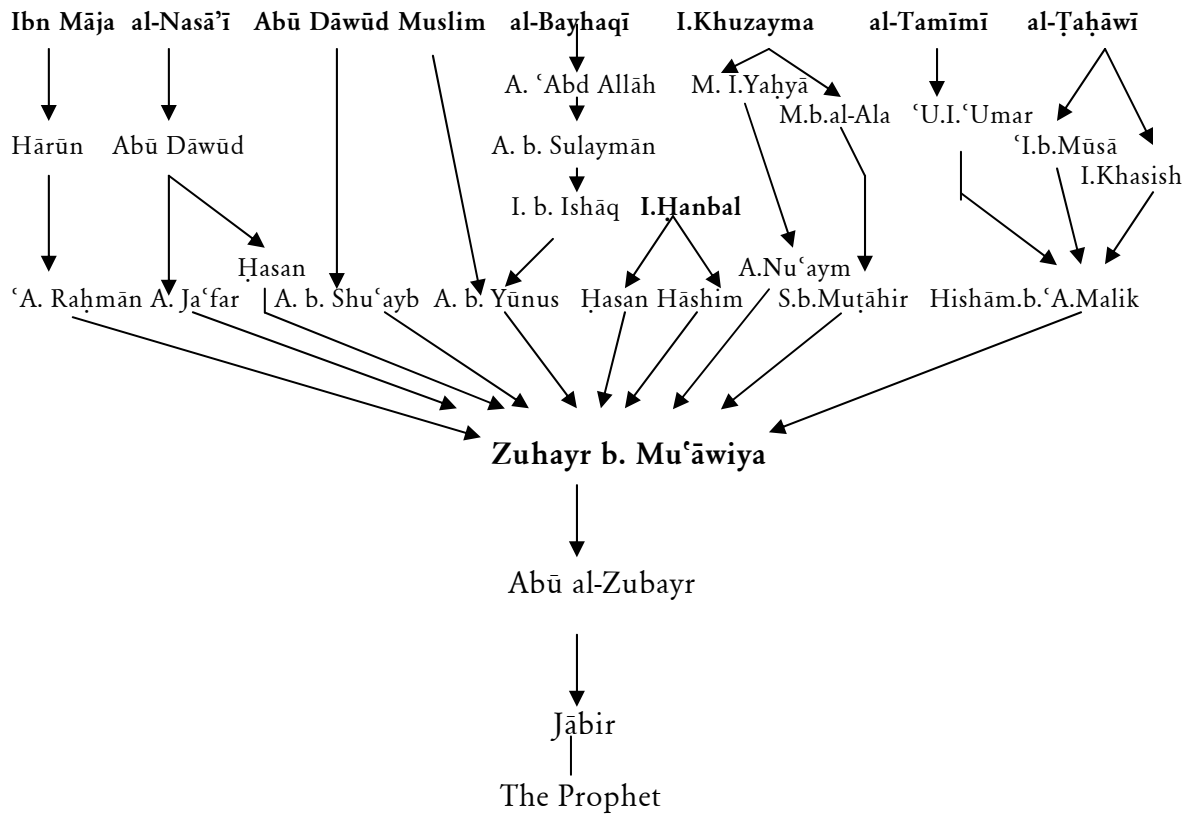 Ibn Māja al-Nasā’ī Abū Dāwūd Muslim al-Bayhaqī I.Khuzayma al-Tamīmī al-Ṭaḥāwī
A. ʿAbd Allāh M. I.Yaḥyā
M.b.al-Ala ʿU.I.ʿUmar
Hārūn Abū Dāwūd A. b. Sulaymān ʿI.b.Mūsā
I.Khasish
I. b. Isḥāq I.Ḥanbal
Ḥasan A.Nuʿaym
ʿA. Raḥmān A. Jaʿfar A. b. Shuʿayb A. b. Yūnus Ḥasan Hāshim S.b.Muṭāhir Hishām.b.ʿA.Malik
Zuhayr b. Muʿāwiya
Abū al-Zubayr
Jābir
The Prophet